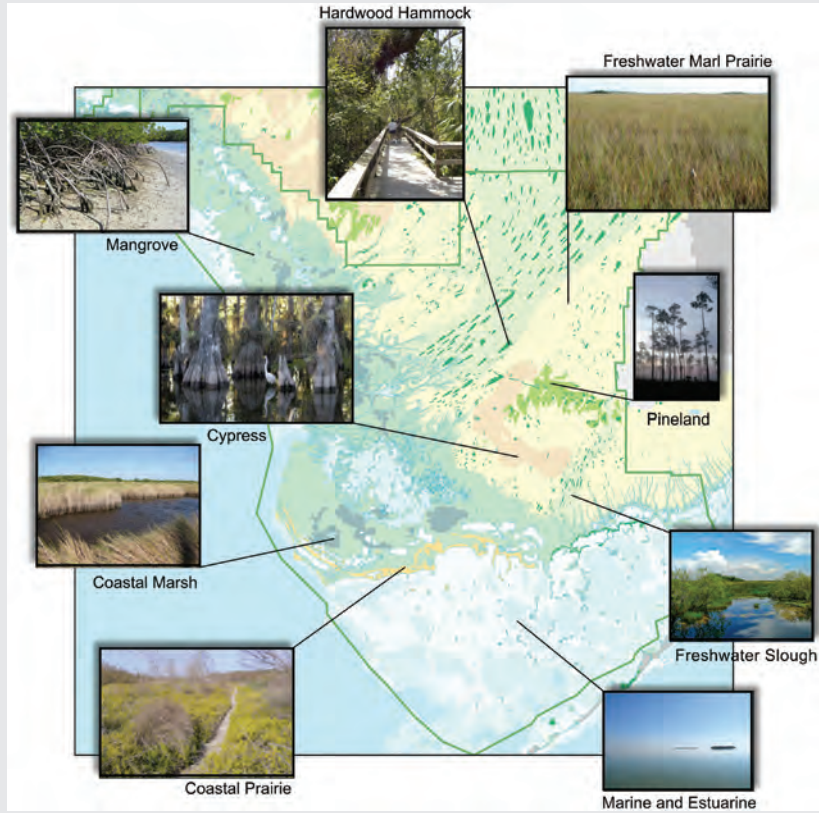 Hardwood Hammock
Freshwater Marl Prairie
Mangrove
Pineland
Cypress
Coastal Marsh
Freshwater Slough
Coastal Prairie
Marine and Estuarine